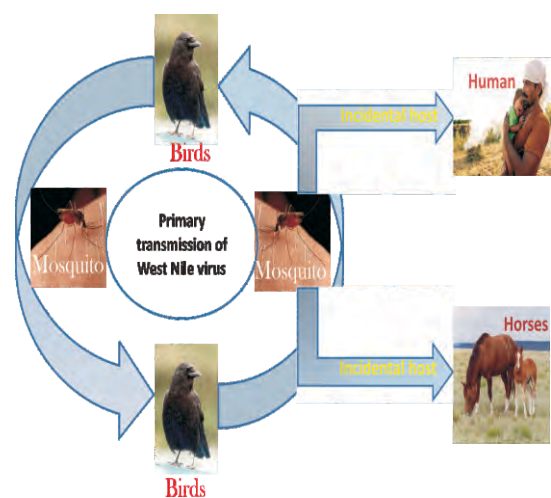 Human
Incidental host
Birds
Primary
transmission of
West Nile virus
Mosquito
Mosquito
Horses
Incidental host
Birds